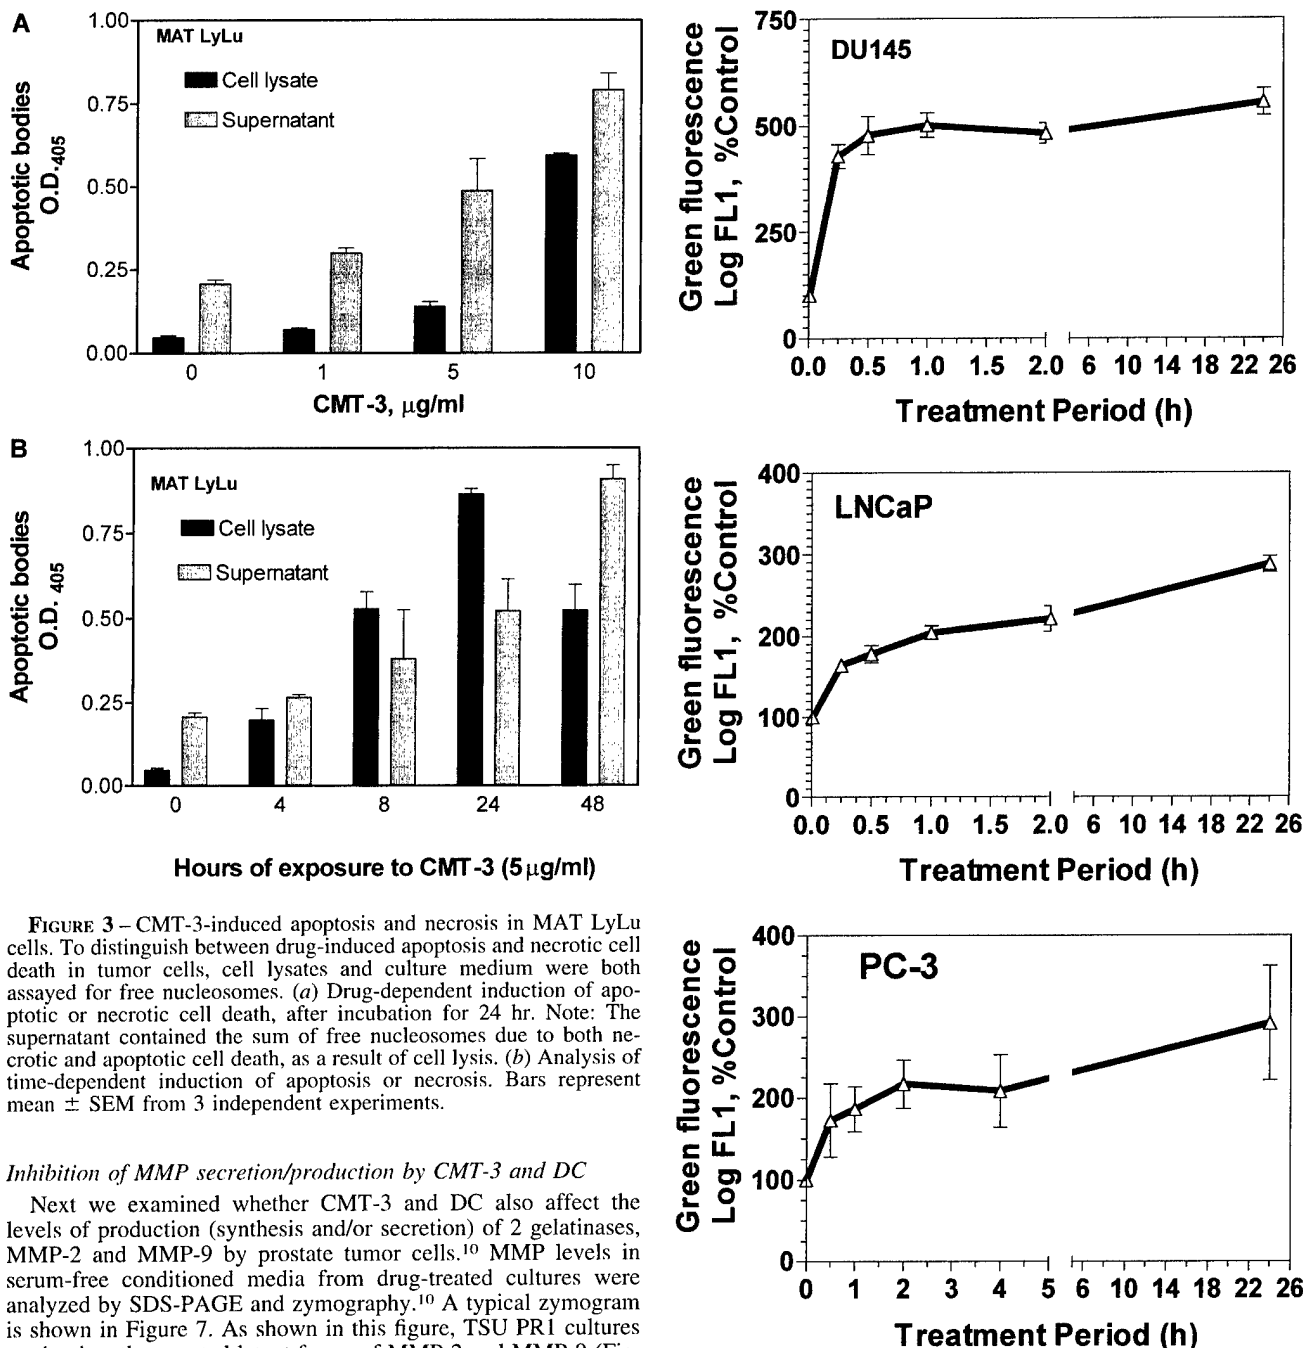 A
MAT LyLu
Cell lysate
Supernatant
Apoptotic bodies
O.D.405
1.00
0.75
0.50
0.25
0.00
0 1 5 10
CMT-3, μg/ml
B
MAT LyLu
Cell lysate
Supernatant
Apoptotic bodies
O.D. 405
1.00
0.75
0.50
0.25
0.00
0 4 8 24 48
Hours of exposure to CMT-3 (5μg/ml)
FIGURE 3 – CMT-3-induced apoptosis and necrosis in MAT LyLu
cells. To distinguish between drug-induced apoptosis and necrotic cell
death in tumor cells, cell lysates and culture medium were both
assayed for free nucleosomes. (a) Drug-dependent induction of apo-
ptotic or necrotic cell death, after incubation for 24 hr. Note: The
supernatant contained the sum of free nucleosomes due to both ne-
crotic and apoptotic cell death, as a result of cell lysis. (b) Analysis of
time-dependent induction of apoptosis or necrosis. Bars represent
mean ± SEM from 3 independent experiments.
Inhibition of MMP secretion/production by CMT-3 and DC
Next we examined whether CMT-3 and DC also affect the
levels of production (synthesis and/or secretion) of 2 gelatinases,
MMP-2 and MMP-9 by prostate tumor cells.10 MMP levels in
serum-free conditioned media from drug-treated cultures were
analyzed by SDS-PAGE and zymography.10 A typical zymogram
is shown in Figure 7. As shown in this figure, TSU PR1 cultures
DU145
Green fluorescence
Log FL1, %Control
750
500
250
0
0.0 0.5 1.0 1.5 2.0 6 10 14 18 22 26
Treatment Period (h)
LNCaP
Green fluorescence
Log FL1, %Control
400
300
200
100
0
0.0 0.5 1.0 1.5 2.0 6 10 14 18 22 26
Treatment Period (h)
PC-3
Green fluorescence
Log FL1, %Control
400
300
200
100
0
0 1 2 3 4 5 6 10 14 18 22 26
Treatment Period (h)